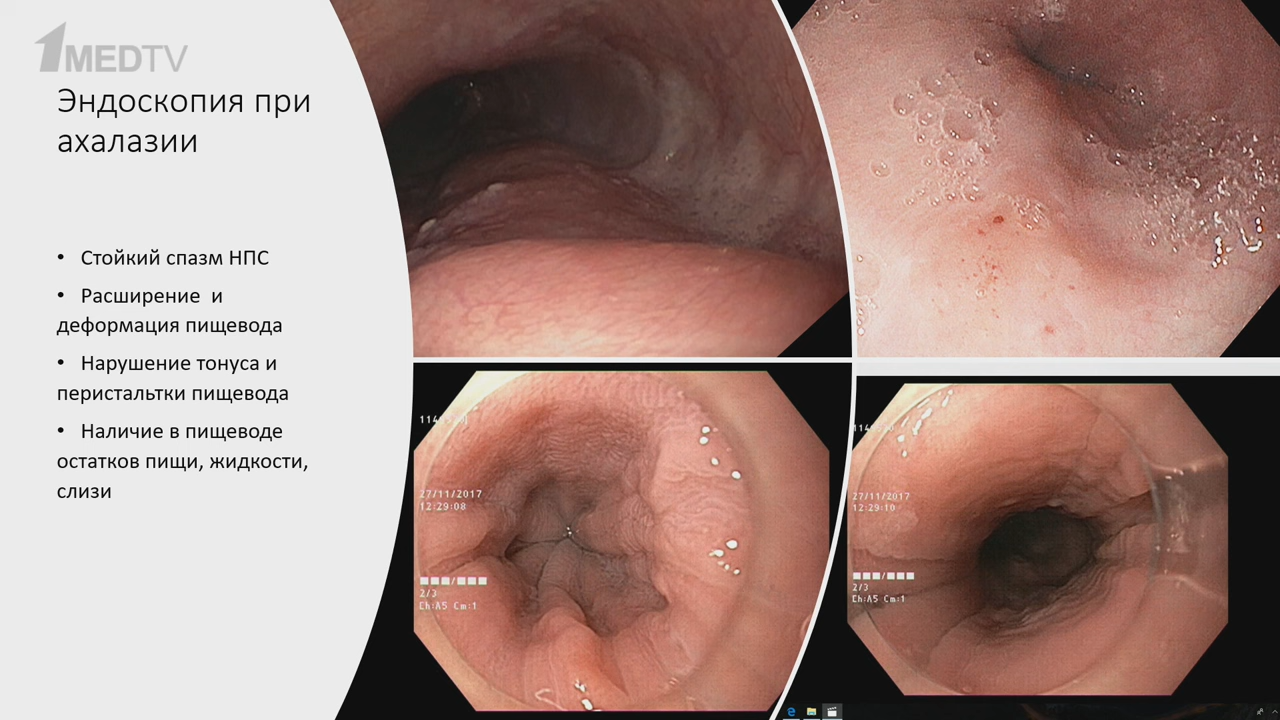 1MEDTV
Эндоскопия при
ахалазии
• Стойкий спазм НПС
• Расширение и
деформация пищевода
• Нарушение тонуса и
перистальтки пищевода
• Наличие в пищеводе
остатков пищи, жидкости,
слизи
27/11/2017
12:29:08
2/3
Eh:A5 Cm:1
27/11/2017
12:29:10
2/3
Eh:A5 Cm:1